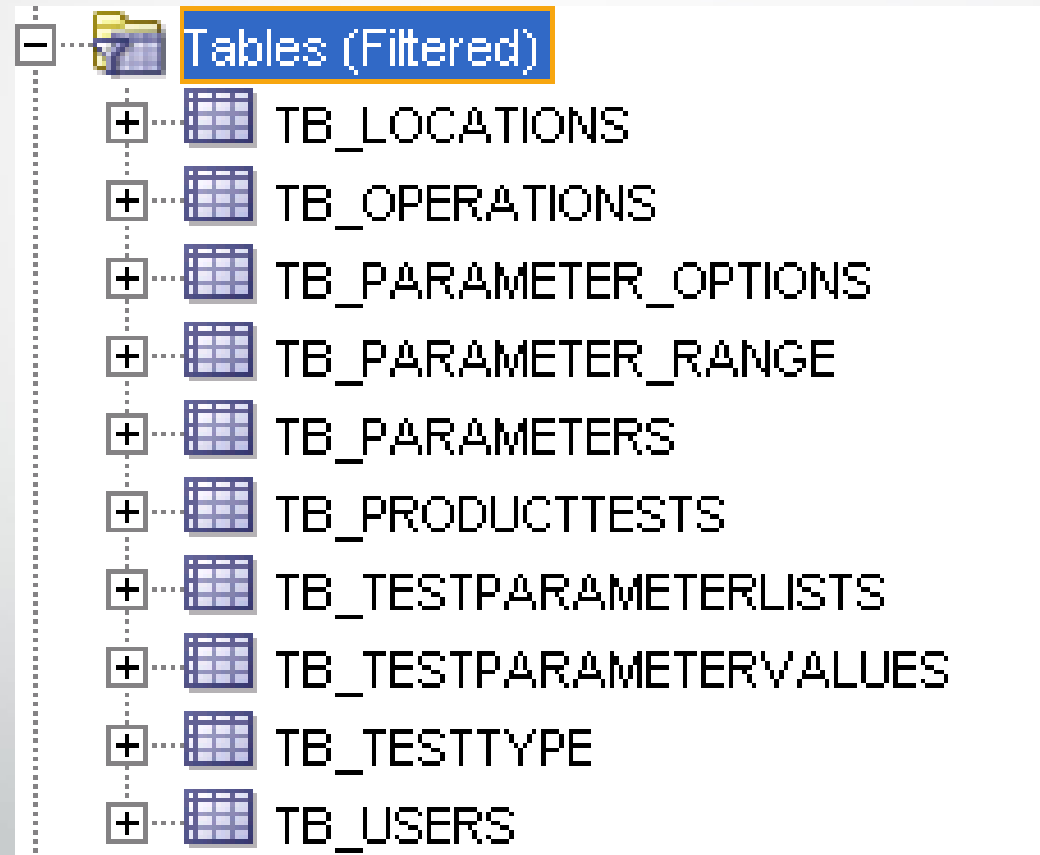 Tables (Filtered)
TB_LOCATIONS
TB_OPERATIONS
TB_PARAMETER_OPTIONS
TB_PARAMETER_RANGE
TB_PARAMETERS
TB_PRODUCTTESTS
TB_TESTPARAMETERLISTS
TB_TESTPARAMETERVALUES
TB_TESTTYPE
TB_USERS